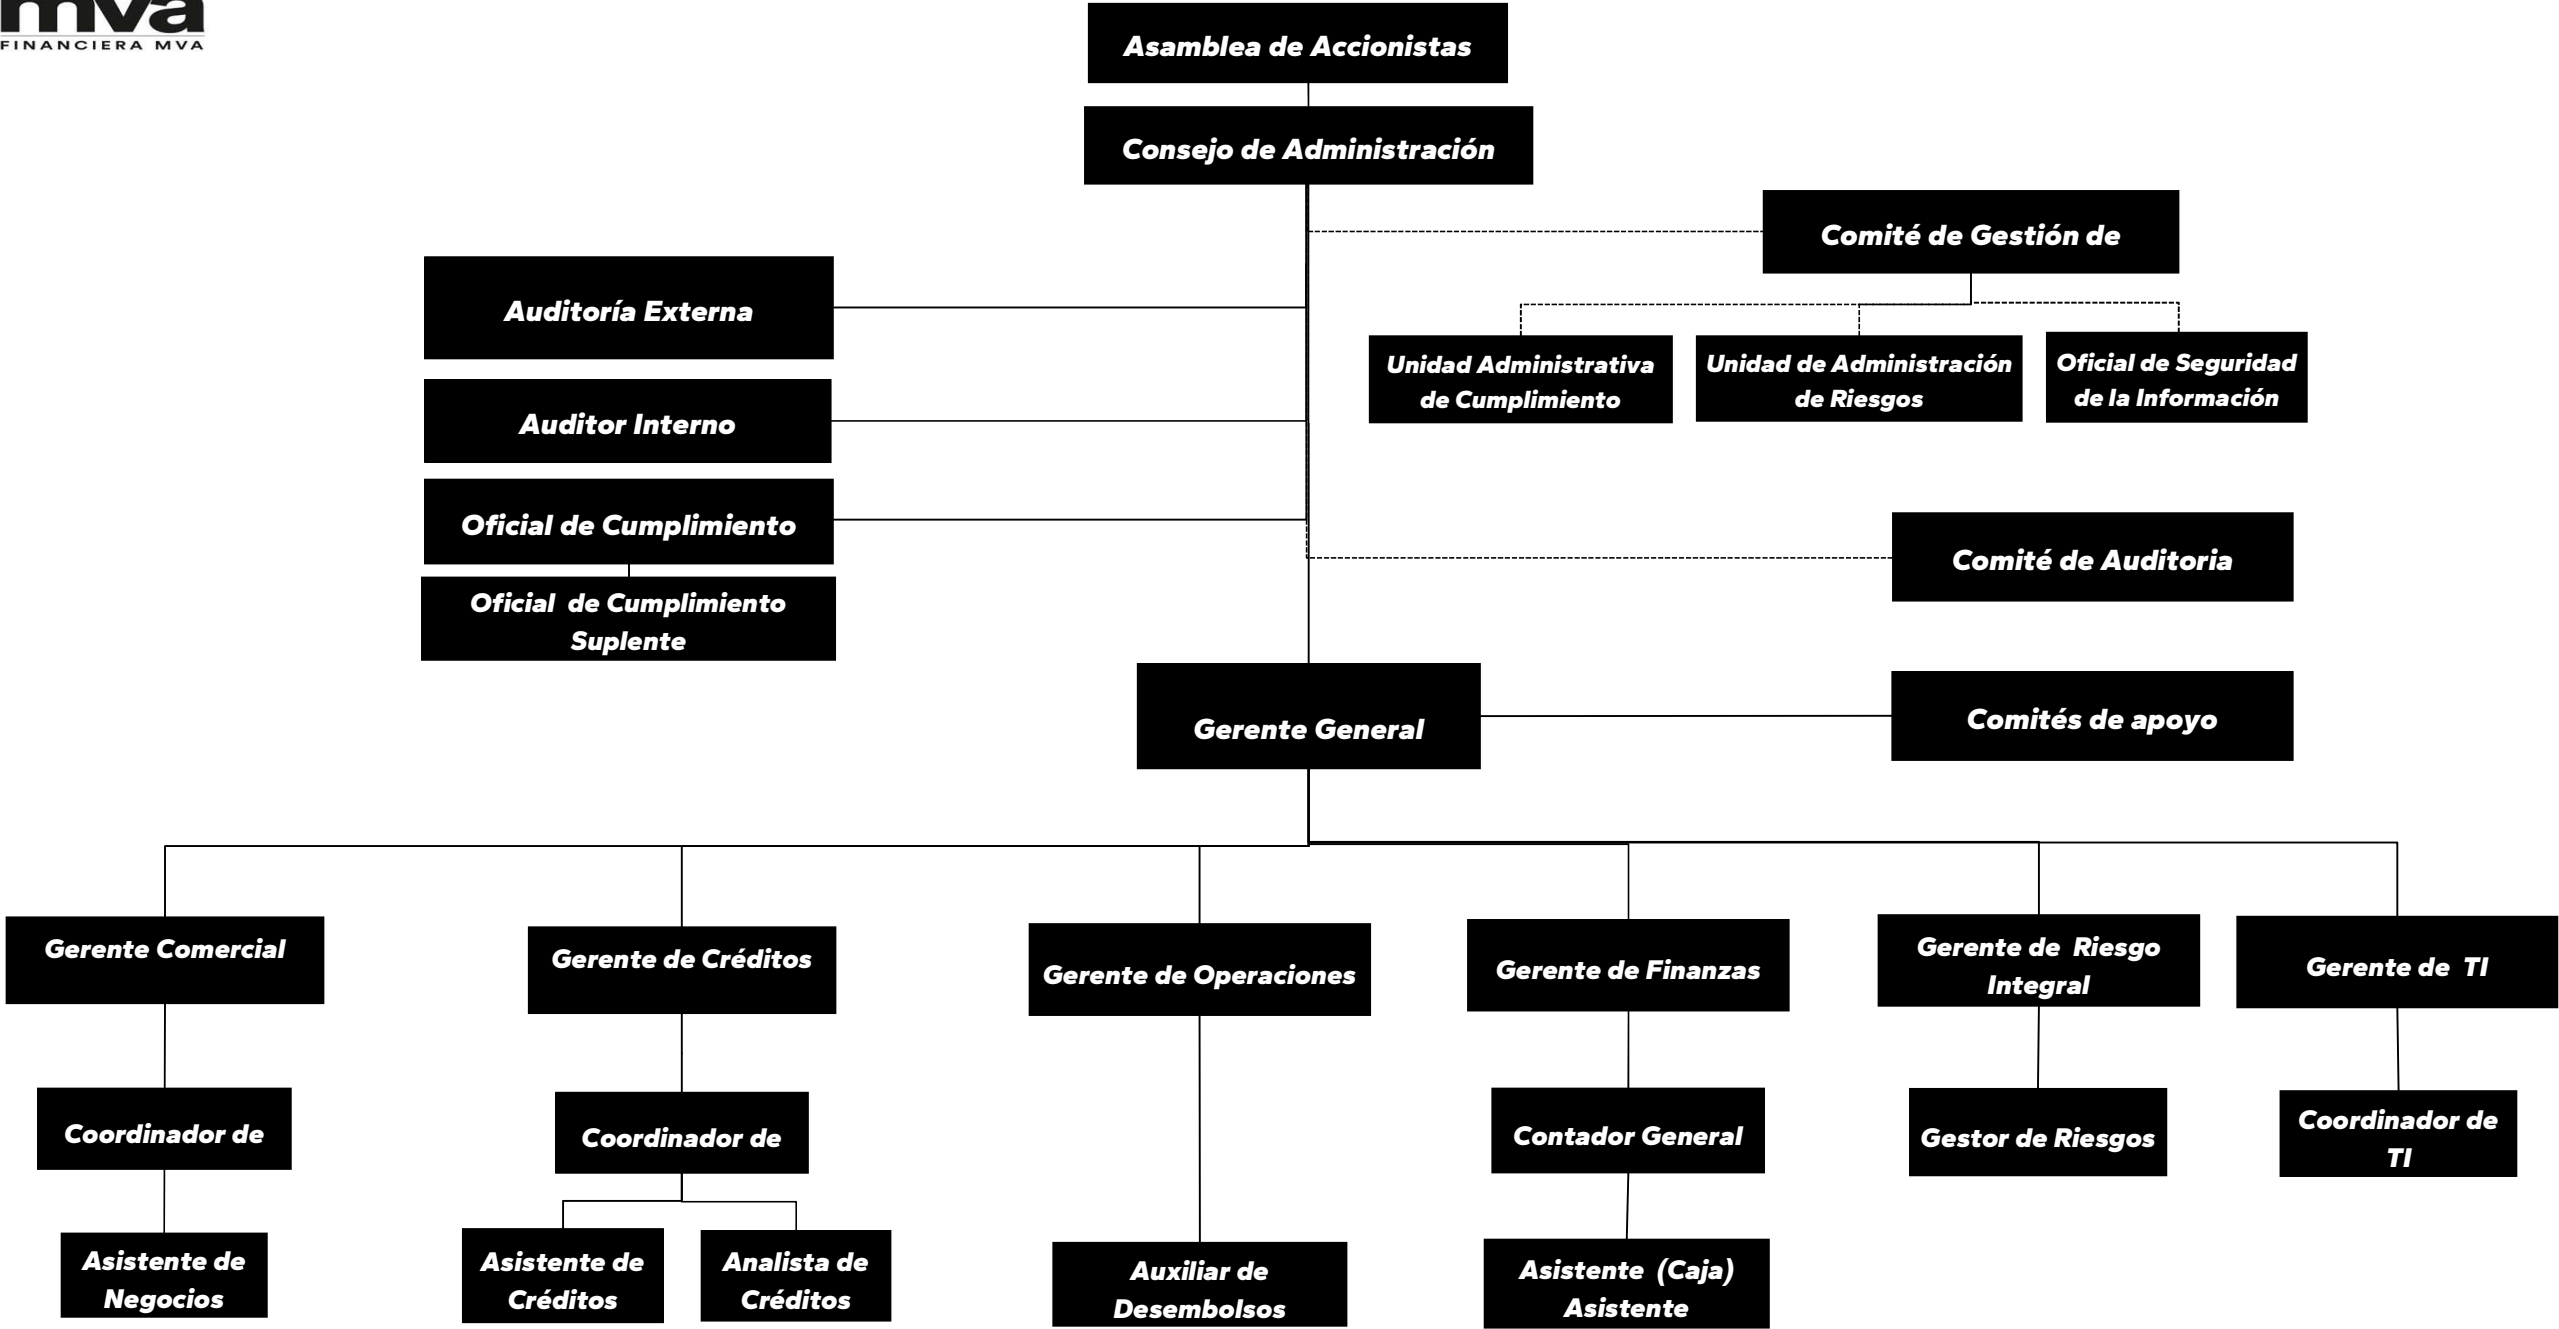 mva
FINANCIERA MVA
Asamblea de Accionistas
Consejo de Administración
Comité de Gestión de
Auditoría Externa
Unidad Administrativa
de Cumplimiento
Unidad de Administración
de Riesgos
Oficial de Seguridad
de la Información
Auditor Interno
Oficial de Cumplimiento
Comité de Auditoria
Oficial de Cumplimiento
Suplente
Gerente General
Comités de apoyo
Gerente Comercial
Gerente de Créditos
Gerente de Operaciones
Gerente de Finanzas
Gerente de Riesgo
Integral
Gerente de TI
Coordinador de
Coordinador de
Contador General
Gestor de Riesgos
Coordinador de
TI
Asistente de
Negocios
Asistente de
Créditos
Analista de
Créditos
Auxiliar de
Desembolsos
Asistente (Caja)
Asistente